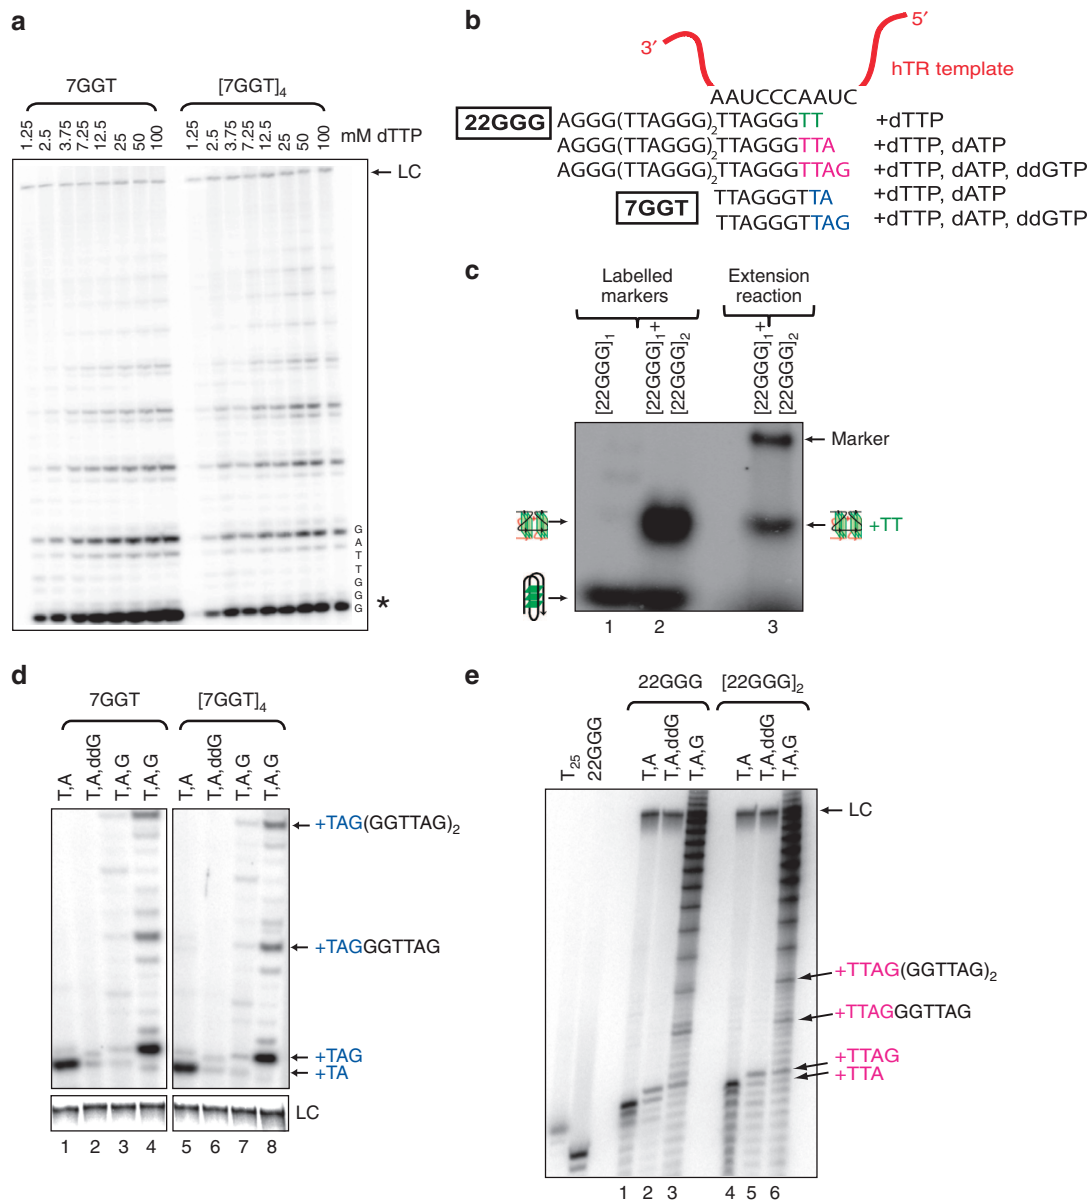 a
7GGT
[7GGT]4
1.25 2.5 3.75 7.25 12.5 25 50 100
1.25 2.5 3.75 7.25 12.5 25 50 100
mM dTTP
LC
G
A
T
T
G
G
G
*
b
3′
5′
hTR template
AAUCCCAAUC
22GGG
AGGG(TTAGGG)2TTAGGGTT +dTTP
AGGG(TTAGGG)2TTAGGGTTA +dTTP, dATP
AGGG(TTAGGG)2TTAGGGTTAG +dTTP, dATP, ddGTP
7GGT
TTAGGGTTA +dTTP, dATP
TTAGGGTTAG +dTTP, dATP, ddGTP
c
Labelled markers
Extension reaction
[22GGG]1
[22GGG]1+
[22GGG]2
[22GGG]1+
[22GGG]2
Marker
+TT
1 2 3
d
7GGT
[7GGT]4
T,A
T,A,ddG
T,A,G
T,A,G
T,A
T,A,ddG
T,A,G
T,A,G
+TAG(GGTTAG)2
+TAGGGTTAG
+TAG
+TA
LC
1 2 3 4 5 6 7 8
e
22GGG
[22GGG]2
T25
22GGG
T,A
T,A,ddG
T,A,G
T,A
T,A,ddG
T,A,G
LC
+TTAG(GGTTAG)2
+TTAGGGTTAG
+TTAG
+TTA
1 2 3 4 5 6